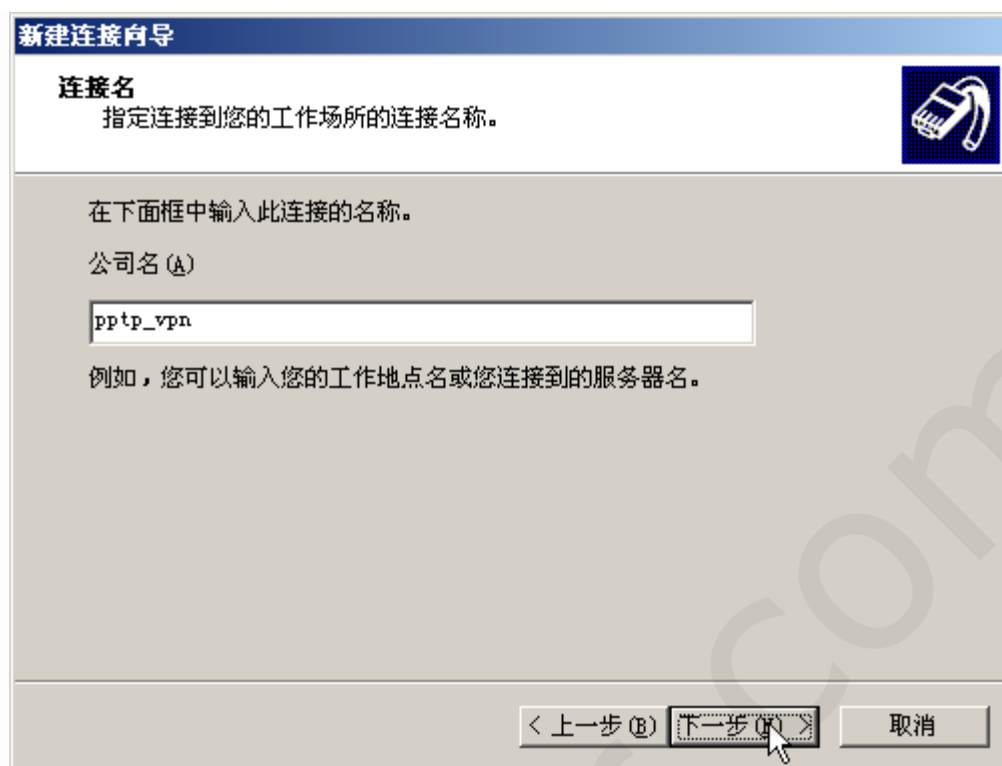 新建连接向导
连接名
指定连接到您的工作场所的连接名称。
在下面框中输入此连接的名称。
公司名(A)
pptp_vpn
例如，您可以输入您的工作地点名或您连接到的服务器名。
< 上一步(B) 下一步(N) > 取消
com